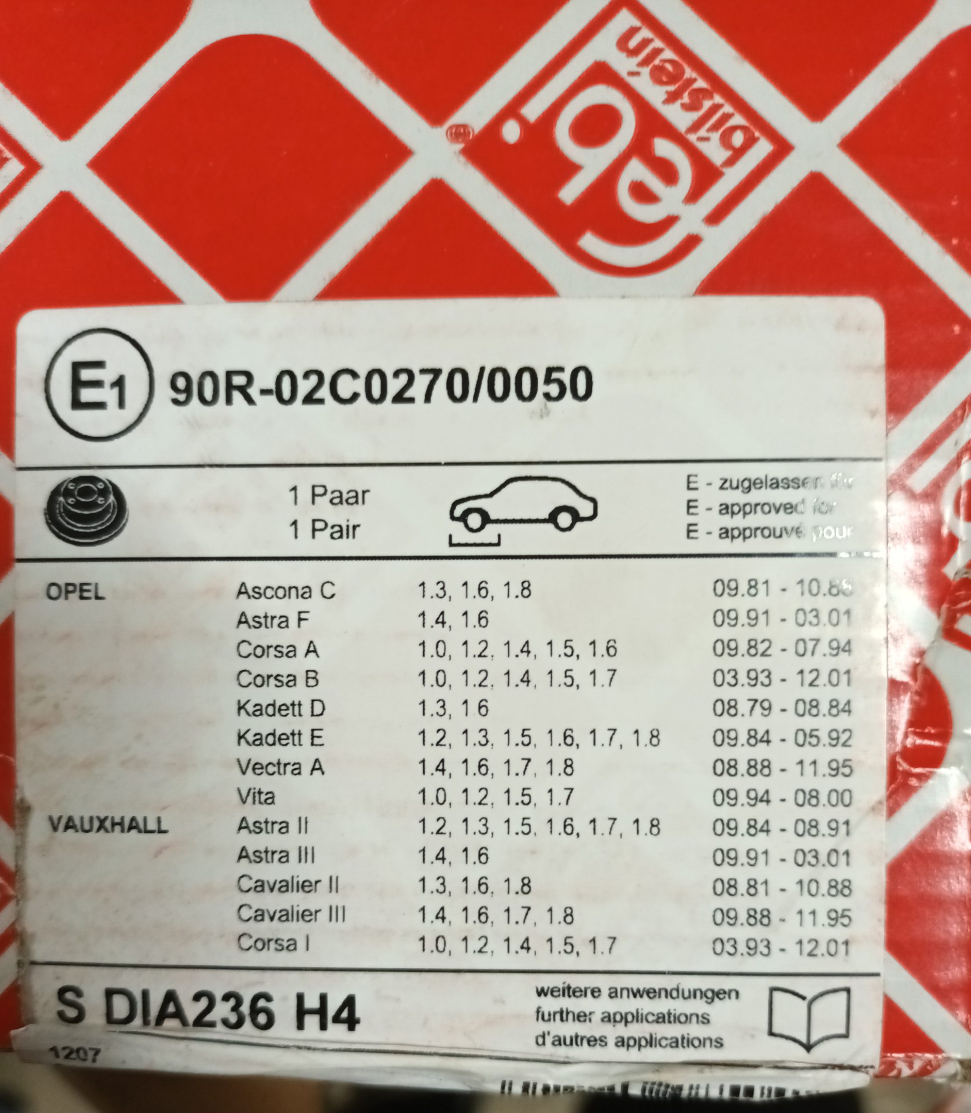 febi
bilstein
E1 90R-02C0270/0050
1 Paar
1 Pair
E - zugelassen für
E - approved for
E - approuvé pour
OPEL Ascona C 1.3, 1.6, 1.8 09.81 - 10.88
Astra F 1.4, 1.6 09.91 - 03.01
Corsa A 1.0, 1.2, 1.4, 1.5, 1.6 09.82 - 07.94
Corsa B 1.0, 1.2, 1.4, 1.5, 1.7 03.93 - 12.01
Kadett D 1.3, 1 6 08.79 - 08.84
Kadett E 1.2, 1.3, 1.5, 1.6, 1.7, 1.8 09.84 - 05.92
Vectra A 1.4, 1.6, 1.7, 1.8 08.88 - 11.95
Vita 1.0, 1.2, 1.5, 1.7 09.94 - 08.00
VAUXHALL Astra II 1.2, 1.3, 1.5, 1.6, 1.7, 1.8 09.84 - 08.91
Astra III 1.4, 1.6 09.91 - 03.01
Cavalier II 1.3, 1.6, 1.8 08.81 - 10.88
Cavalier III 1.4, 1.6, 1.7, 1.8 09.88 - 11.95
Corsa I 1.0, 1.2, 1.4, 1.5, 1.7 03.93 - 12.01
S DIA236 H4
weitere anwendungen
further applications
d'autres applications
1207